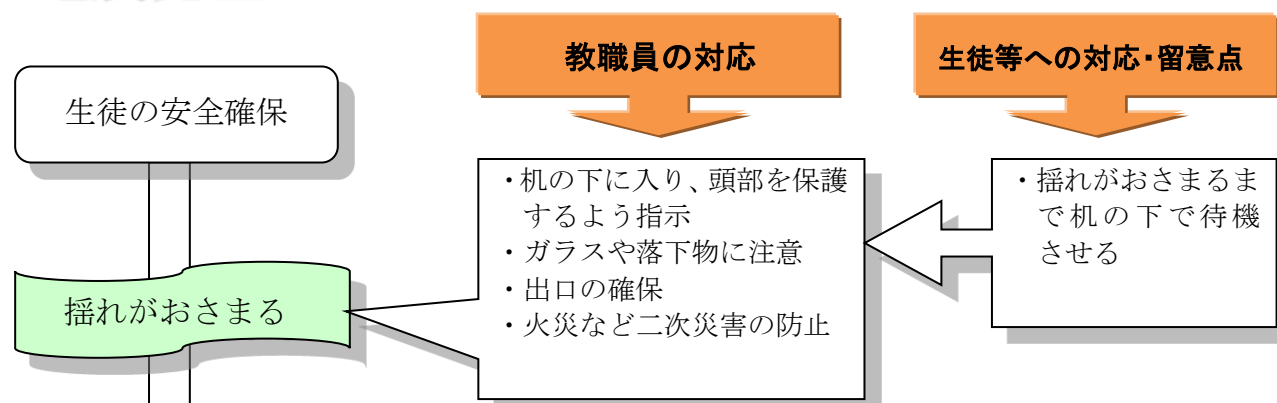 教職員の対応
生徒等への対応・留意点
生徒の安全確保
・机の下に入り、頭部を保護
するよう指示
・ガラスや落下物に注意
・出口の確保
・火災など二次災害の防止
・揺れがおさまるま
で机の下で待機
させる
揺れがおさまる